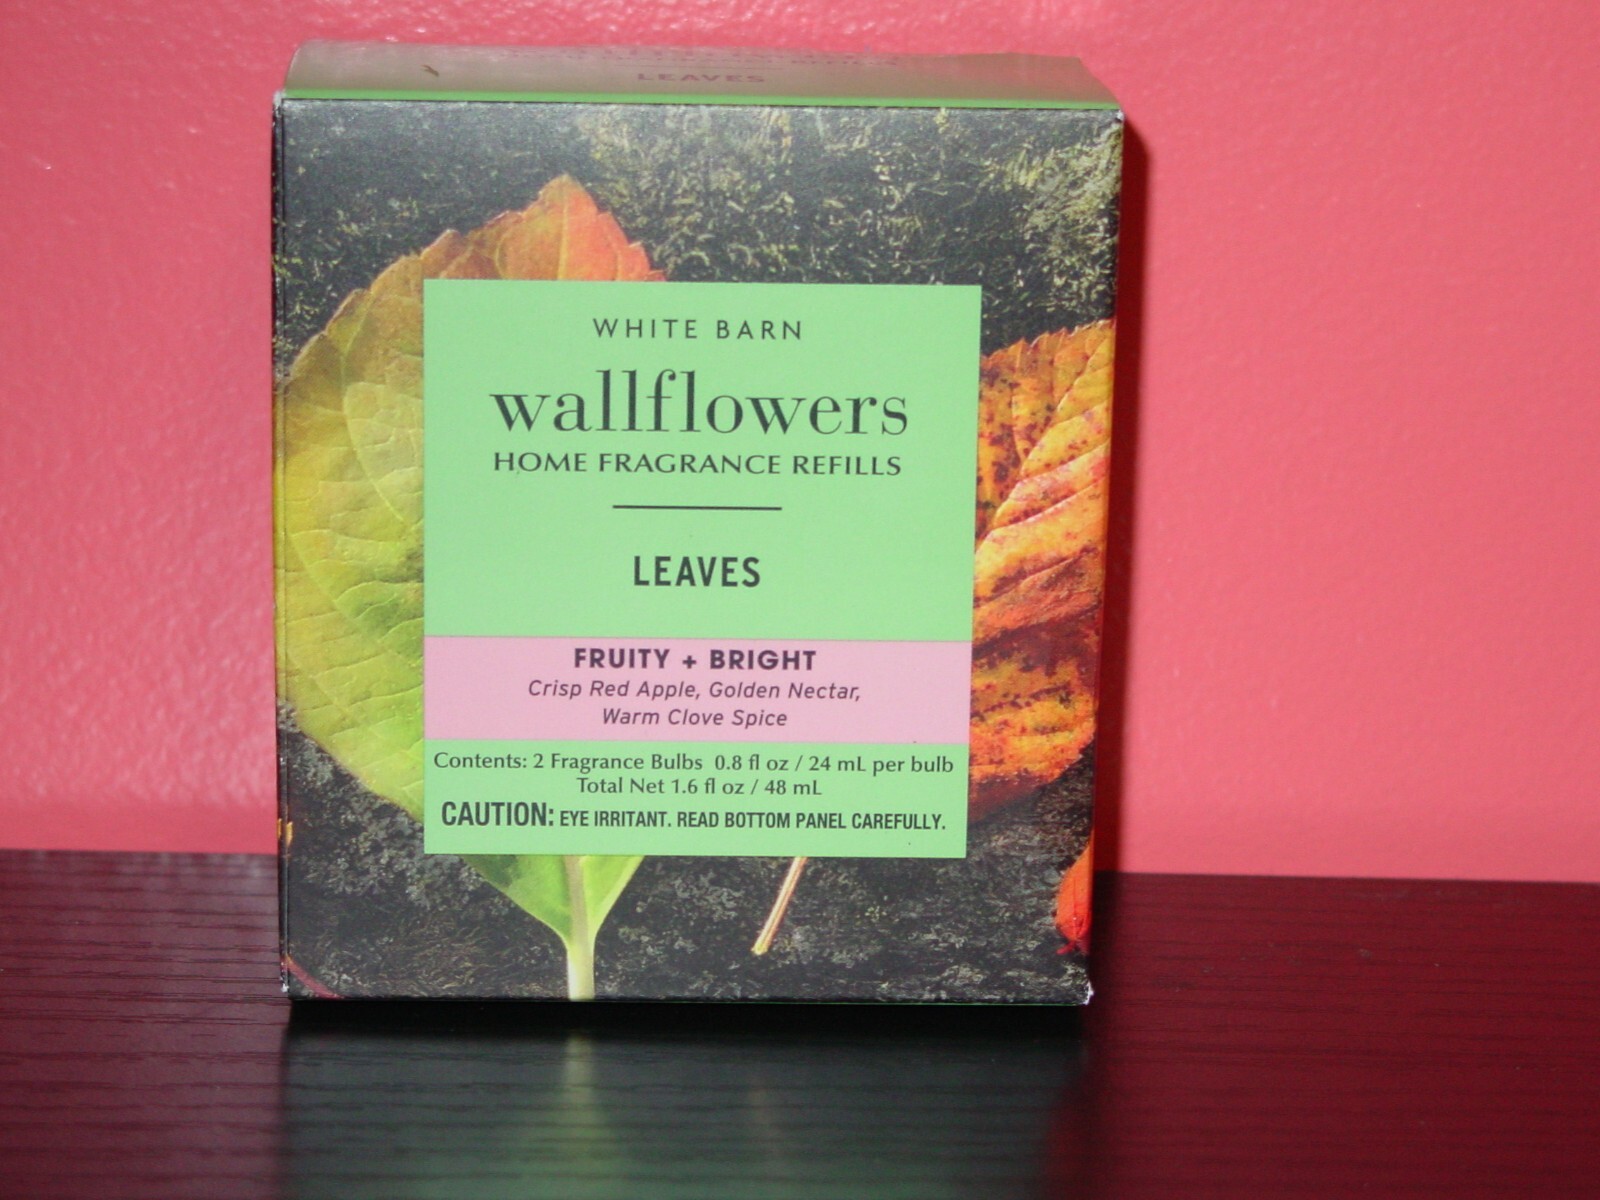 LEAVES
WHITE BARN
wallflowers
HOME FRAGRANCE REFILLS
LEAVES
FRUITY + BRIGHT
Crisp Red Apple, Golden Nectar,
Warm Clove Spice
Contents: 2 Fragrance Bulbs 0.8 fl oz / 24 mL per bulb
Total Net 1.6 fl oz / 48 mL
CAUTION: EYE IRRITANT. READ BOTTOM PANEL CAREFULLY.